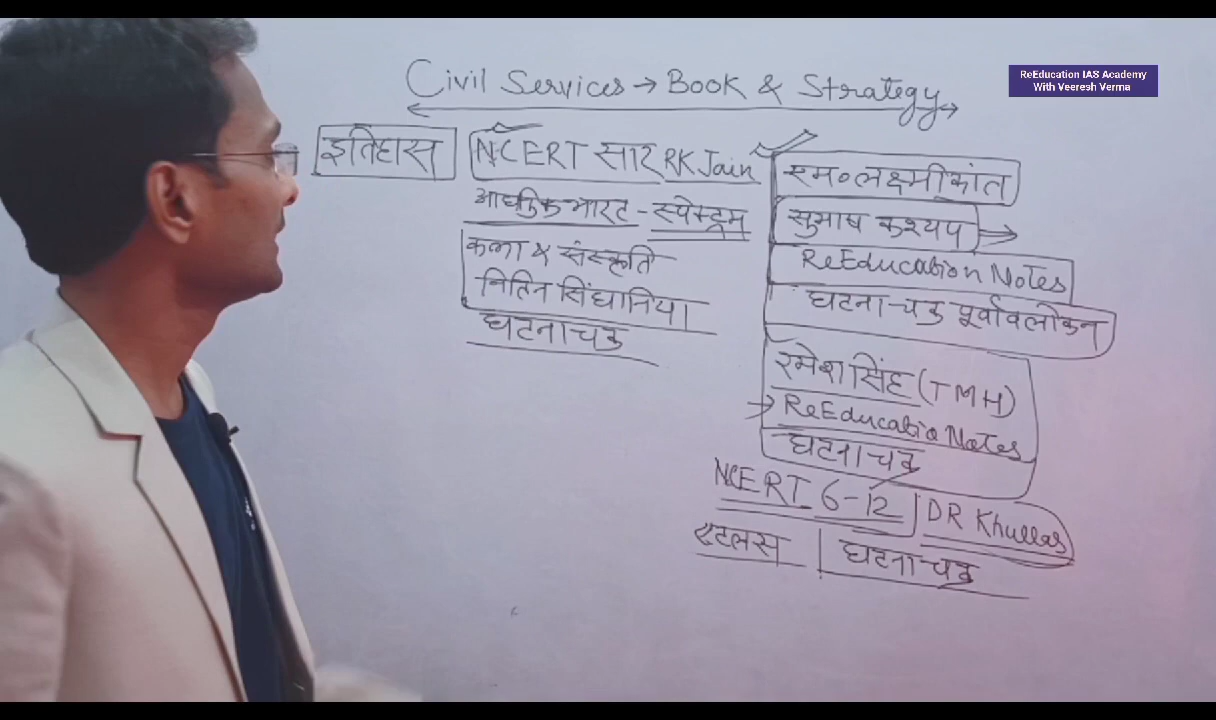 ReEducation IAS Academy
With Veeresh Verma
Civil Services → Book & Strategy
इतिहास
NCERT सार RK Jain
आधुनिक भारत - स्पेक्ट्रम
कला & संस्कृति
नितिन सिंघानिया
घटनाचक्र
एम० लक्ष्मीकांत
सुभाष कश्यप →
ReEducation Notes
घटना-चक्र पूर्वावलोकन
रमेश सिंह (TMH)
→ ReEducation Notes
घटनाचक्र
NCERT 6-12 | DR Khullar
एटलस | घटना-चक्र